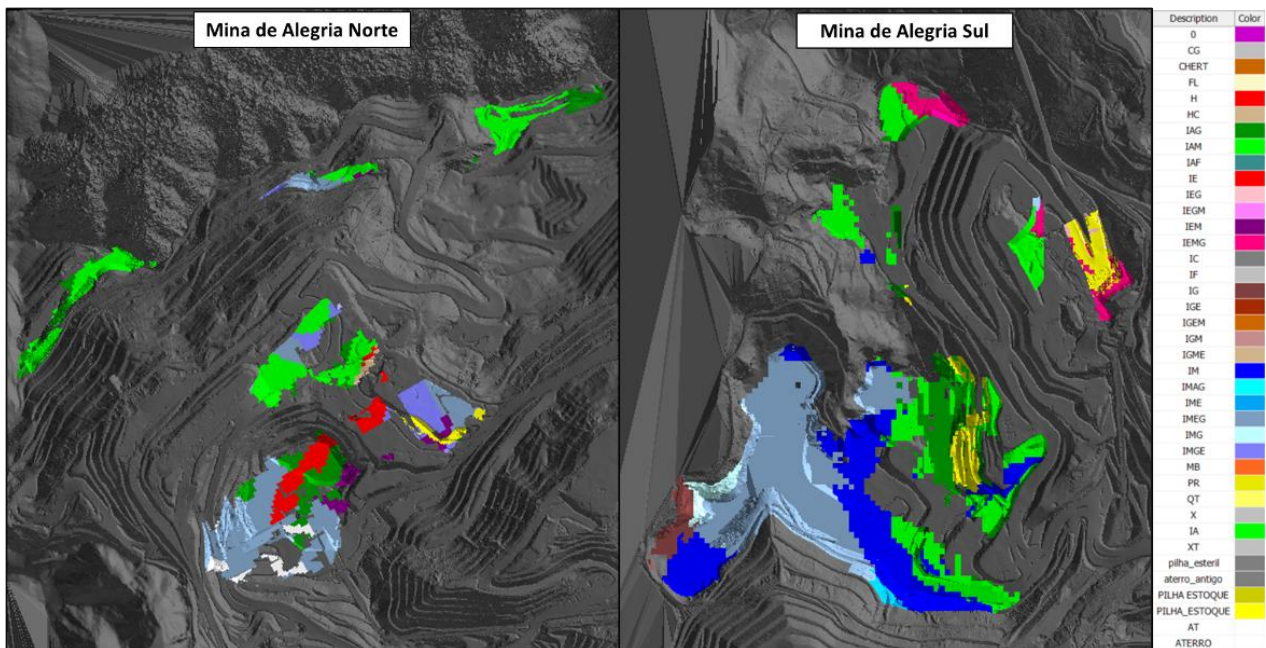 Mina de Alegria Norte
Mina de Alegria Sul
Description Color
0
CG
CHERT
FL
H
HC
IAG
IAM
IAF
IE
IEG
IEGM
IEM
IEMG
IC
IF
IG
IGE
IGEM
IGM
IGME
IM
IMAG
IME
IMEG
IMG
IMGE
MB
PR
QT
X
IA
XT
pilha_esteril
aterro_antigo
PILHA ESTOQUE
PILHA_ESTOQUE
AT
ATERRO